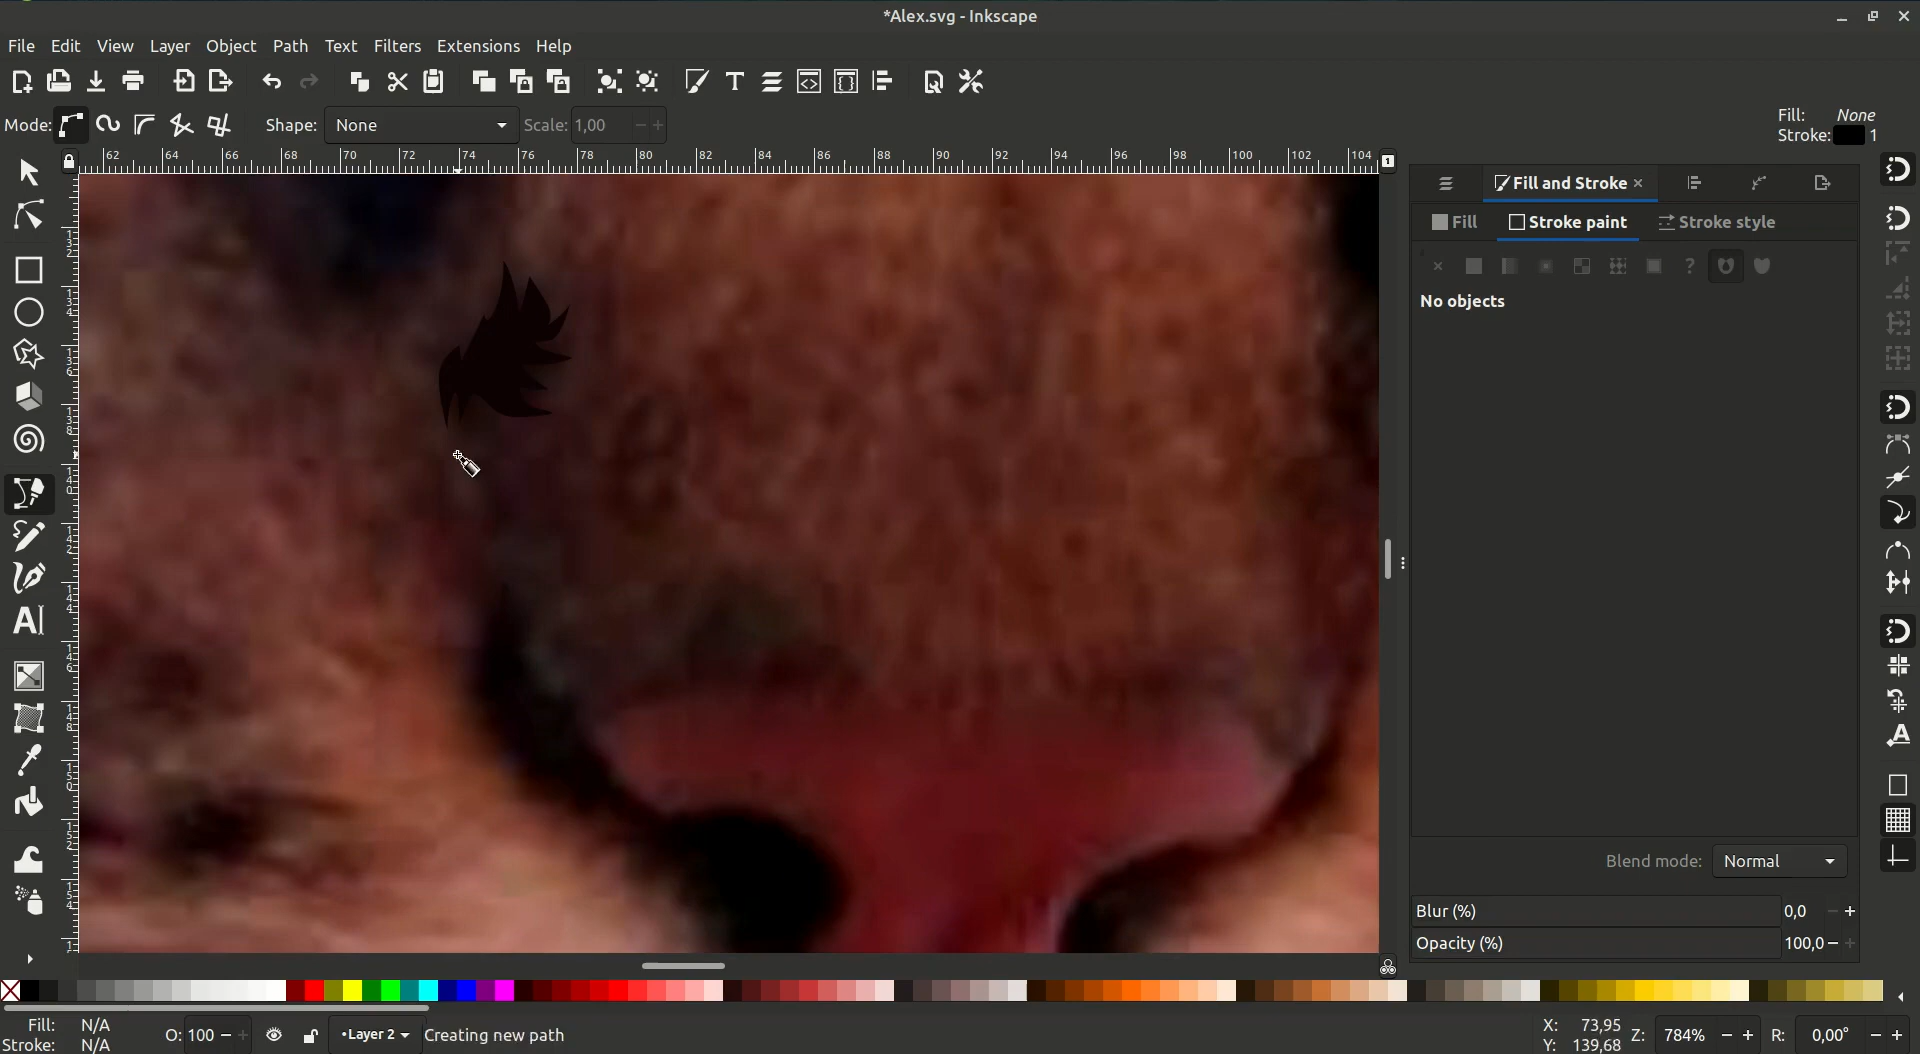 *Alex.svg - Inkscape
File Edit View Layer Object Path Text Filters Extensions Help
Mode: Shape: None Scale: 1,00
Fill: None
Stroke: 1
62 64 66 68 70 72 74 76 78 80 82 84 86 88 90 92 94 96 98 100 102 104
1
Fill and Stroke
Fill Stroke paint Stroke style
No objects
Blend mode: Normal
Blur (%) 0,0
Opacity (%) 100,0
Fill: N/A
Stroke: N/A
O: 100
•Layer 2
Creating new path
X: 73,95
Y: 139,68
Z: 784%
R: 0,00°